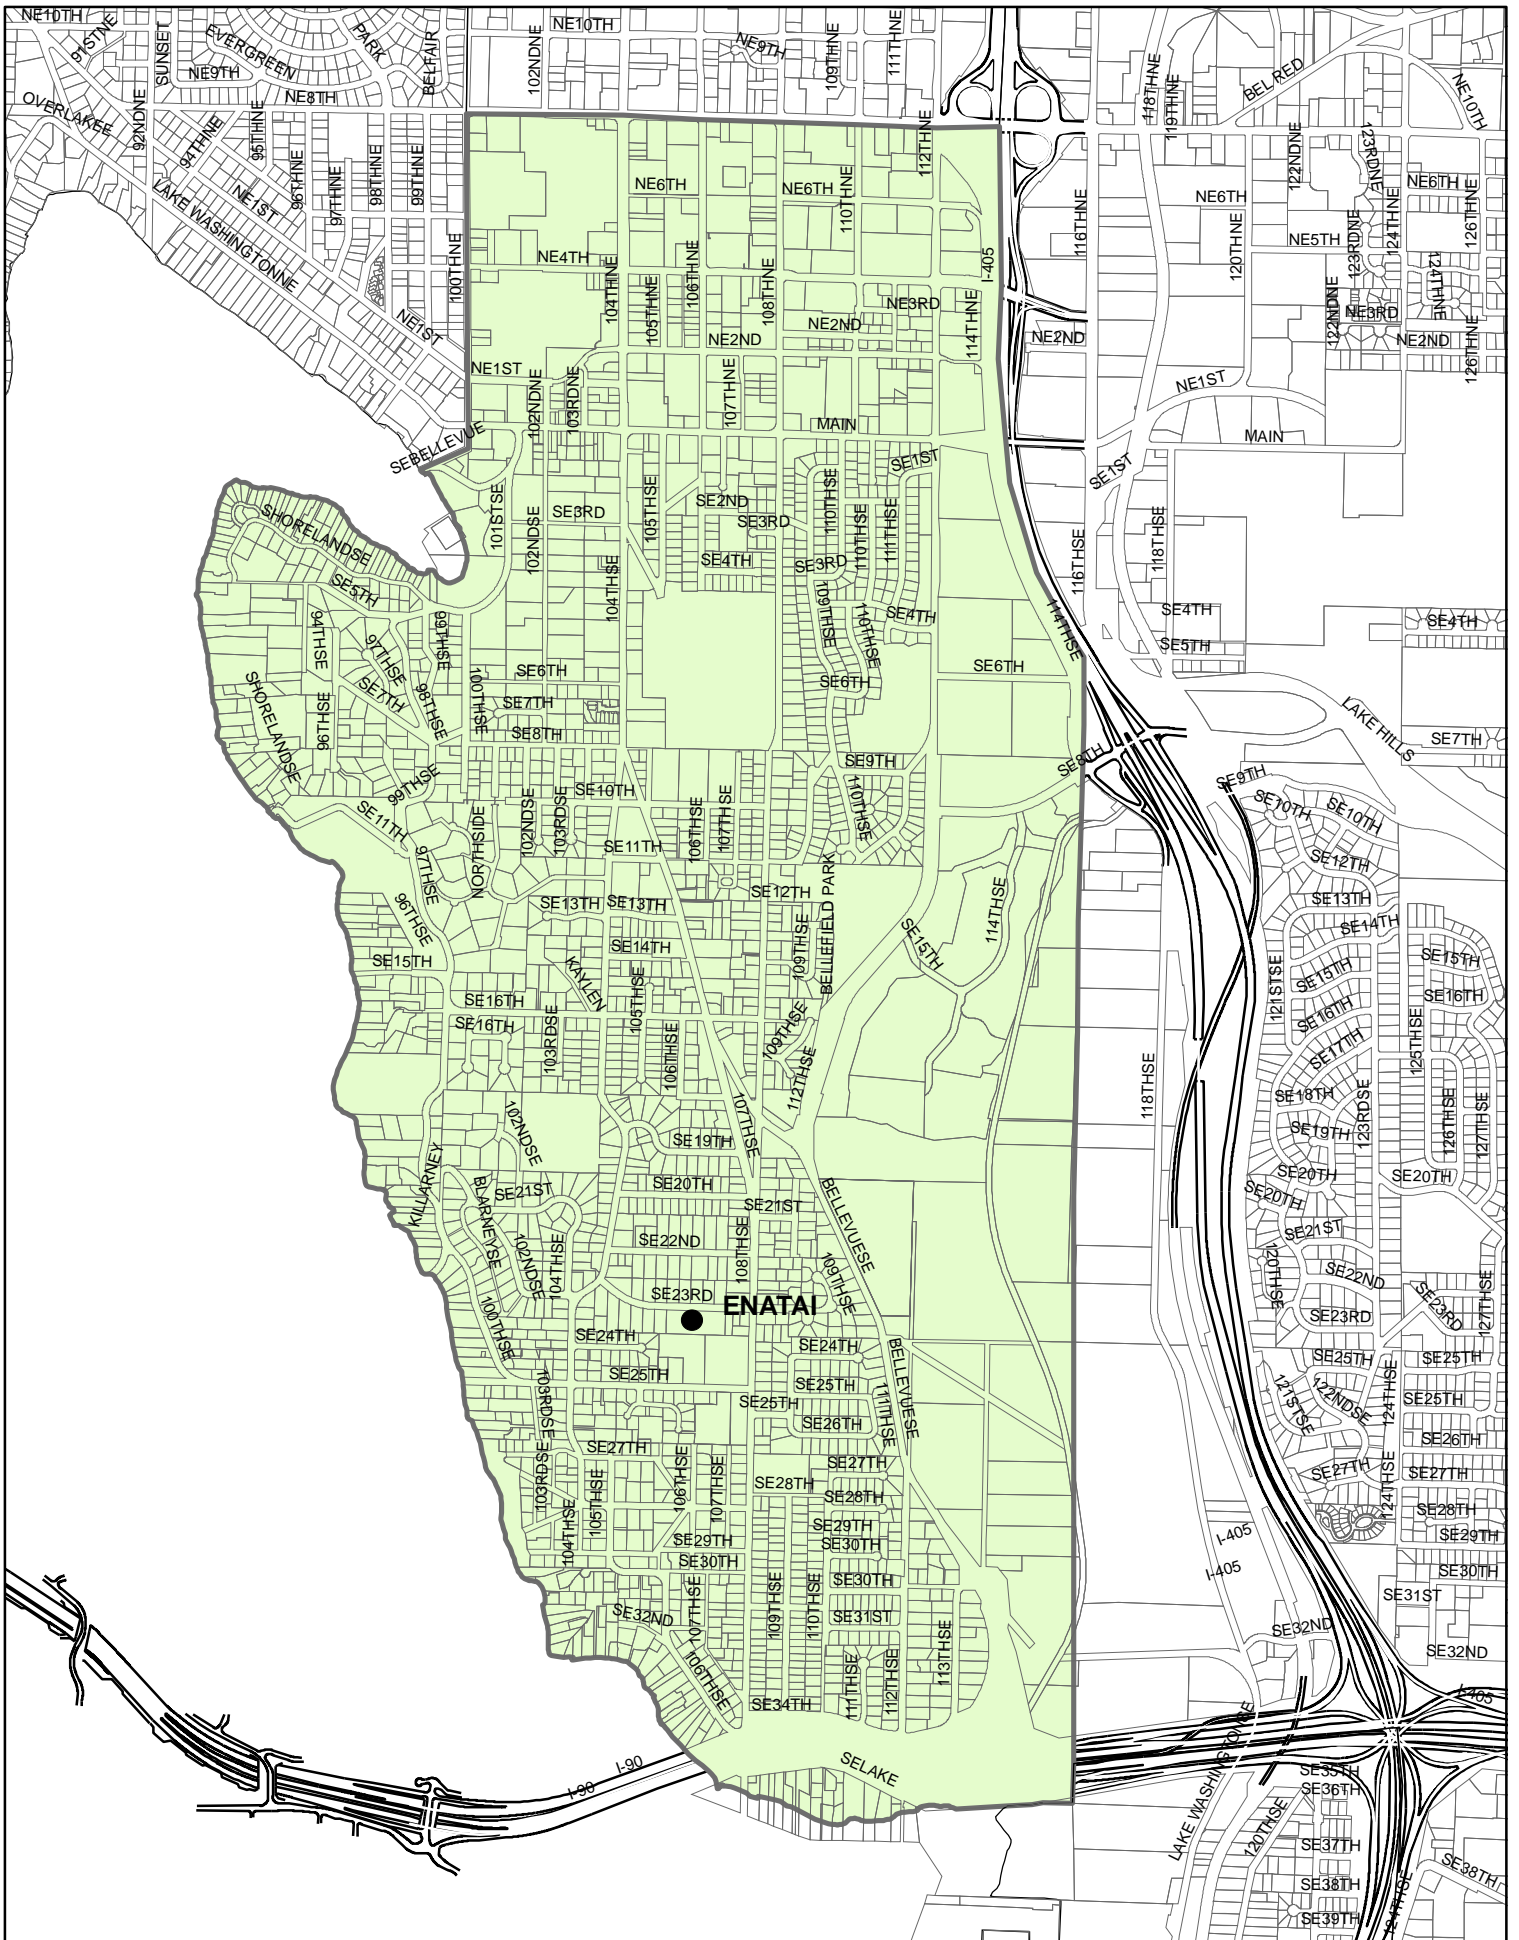 NE10TH
91STNE
SUNSET
EVERGREEN
PARK
BELFAIR
102NDNE
NE10TH
NE9TH
109THNE
111THNE
118THNE
119THNE
BEL RED
NE10TH
NE9TH
NE8TH
OVERLAKEE
92NDNE
94THNE
95THNE
96THNE
97THNE
98THNE
99THNE
112THNE
122NDNE
123RDNE
LAKE WASHINGTONNE
NE1ST
NE6TH
NE6TH
110THNE
116THNE
NE6TH
NE6TH
124THNE
126THNE
100THNE
NE4TH
104THNE
105THNE
106THNE
108THNE
I-405
120THNE
NE5TH
123RDNE
124THNE
NE3RD
114THNE
NE2ND
NE2ND
NE2ND
122NDNE
NE3RD
NE2ND
126THNE
NE1ST
NE1ST
102NDNE
103RDNE
107THNE
NE1ST
MAIN
MAIN
SEBELLEVUE
SE1ST
SE1ST
SHORELANDSE
101STSE
102NDSE
SE3RD
105THSE
SE2ND
SE3RD
110THSE
110THSE
111THSE
116THSE
118THSE
SE4TH
SE3RD
SE5TH
104THSE
94THSE
97THSE
99THSE
109THSE
110THSE
SE4TH
114THSE
SE4TH
SE4TH
SE5TH
SHORELANDSE
96THSE
SE7TH
98THSE
100THSE
SE6TH
SE6TH
SE6TH
SE7TH
SE8TH
LAKE HILLS
SE7TH
SE9TH
SE8TH
SE9TH
99THSE
SE11TH
NORTHSIDE
102NDSE
103RDSE
SE10TH
106THSE
107THSE
110THSE
SE10TH
SE10TH
SE11TH
SE12TH
97THSE
96THSE
SE12TH
SE13TH
SE13TH
BELLEFIELD PARK
114THSE
SE13TH
SE14TH
SE14TH
109THSE
SE15TH
SE15TH
KAYLEN
105THSE
121STSE
SE15TH
SE15TH
SE16TH
SE16TH
SE16TH
SE16TH
103RDSE
106THSE
109THSE
112THSE
118THSE
SE17TH
125THSE
SE18TH
102NDSE
107THSE
SE19TH
SE19TH
123RDSE
126THSE
127THSE
KILLARNEY
BLARNEYSE
SE21ST
SE20TH
SE21ST
BELLEVUESE
SE20TH
SE20TH
SE20TH
SE21ST
102NDSE
104THSE
SE22ND
108THSE
109THSE
120THSE
SE22ND
SE23RD
127THSE
SE23RD
ENATAI
SE23RD
100THSE
SE24TH
SE24TH
BELLEVUESE
SE25TH
SE25TH
SE25TH
SE25TH
SE25TH
SE25TH
103RDSE
111THSE
121STSE
122NDSE
124THSE
SE26TH
SE26TH
SE27TH
SE27TH
SE27TH
SE27TH
103RDSE
105THSE
106THSE
107THSE
SE28TH
SE28TH
124THSE
SE28TH
104THSE
SE29TH
SE29TH
SE29TH
I-405
SE30TH
SE30TH
SE30TH
SE30TH
I-405
SE31ST
SE31ST
SE32ND
107THSE
109THSE
110THSE
113THSE
SE32ND
SE32ND
106THSE
111THSE
112THSE
SE34TH
I-405
LAKE WASHINGTONSE
I-90
I-90
SELAKE
SE35TH
SE36TH
120THSE
SE37TH
SE38TH
SE38TH
SE39TH
124THSE